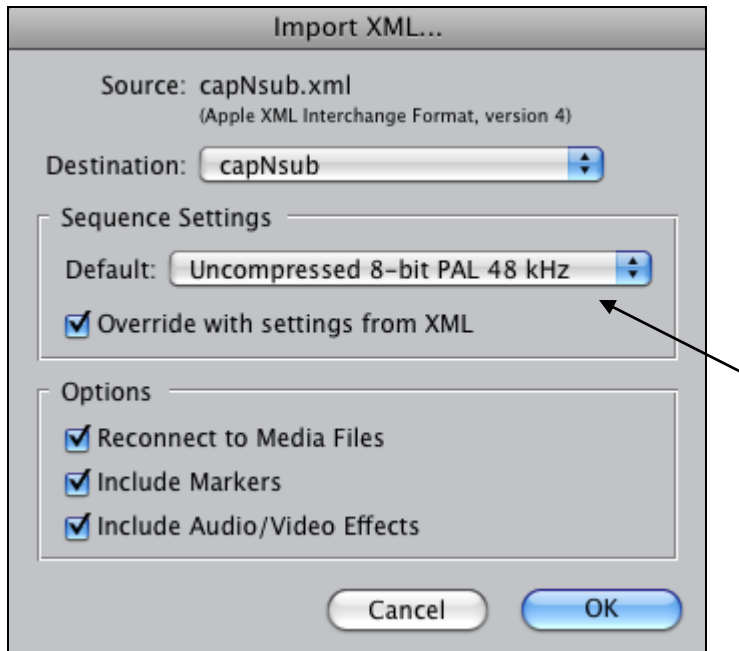 Import XML...
Source: capNsub.xml
(Apple XML Interchange Format, version 4)
Destination: capNsub
Sequence Settings
Default: Uncompressed 8-bit PAL 48 kHz
Override with settings from XML
Options
Reconnect to Media Files
Include Markers
Include Audio/Video Effects
Cancel OK